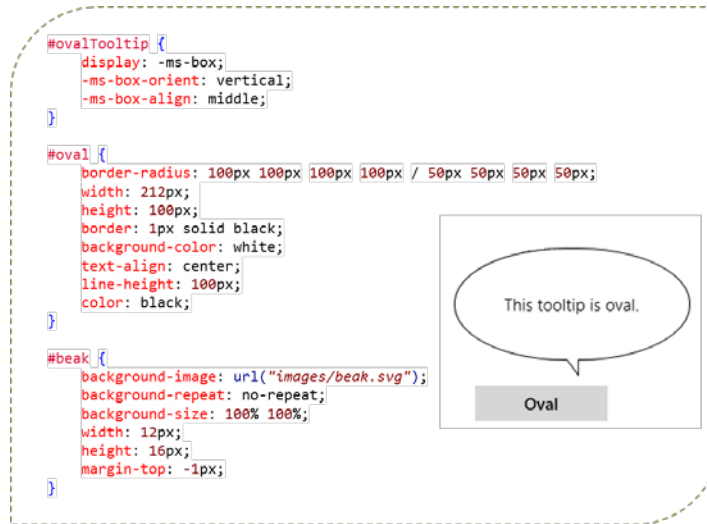 #ovalTooltip {
display: -ms-box;
-ms-box-orient: vertical;
-ms-box-align: middle;
}
#oval {
border-radius: 100px 100px 100px 100px / 50px 50px 50px 50px;
width: 212px;
height: 100px;
border: 1px solid black;
background-color: white;
text-align: center;
line-height: 100px;
color: black;
}
#beak {
background-image: url("images/beak.svg");
background-repeat: no-repeat;
background-size: 100% 100%;
width: 12px;
height: 16px;
margin-top: -1px;
}
This tooltip is oval.
Oval